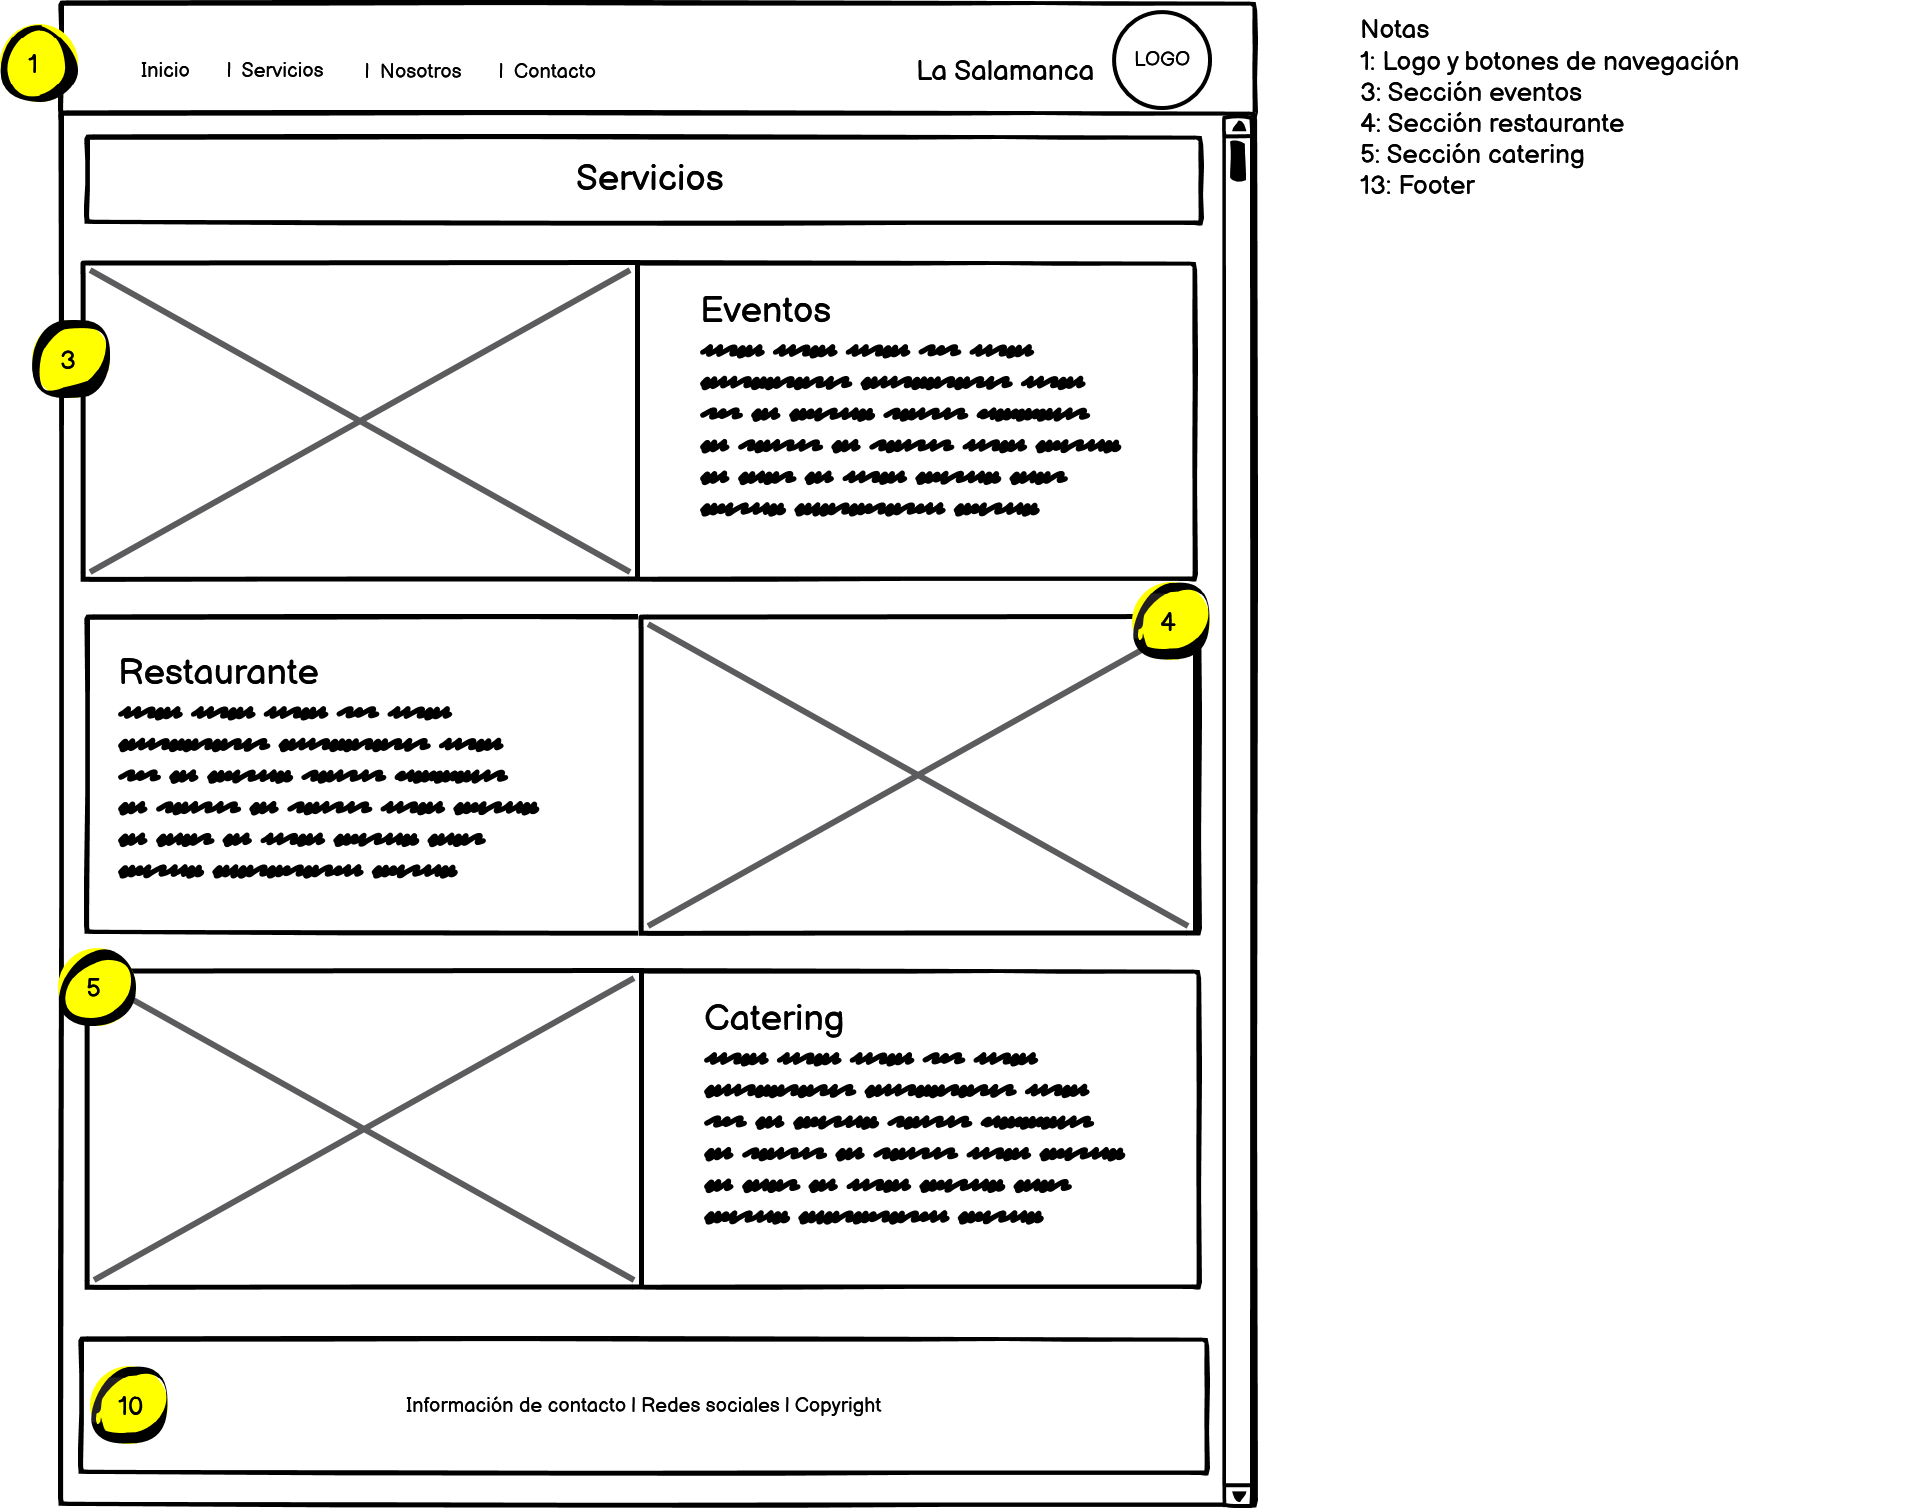 1
Inicio | Servicios | Nosotros | Contacto
La Salamanca
LOGO
Servicios
3
Eventos
4
Restaurante
5
Catering
10
Información de contacto | Redes sociales | Copyright
Notas
1: Logo y botones de navegación
3: Sección eventos
4: Sección restaurante
5: Sección catering
13: Footer